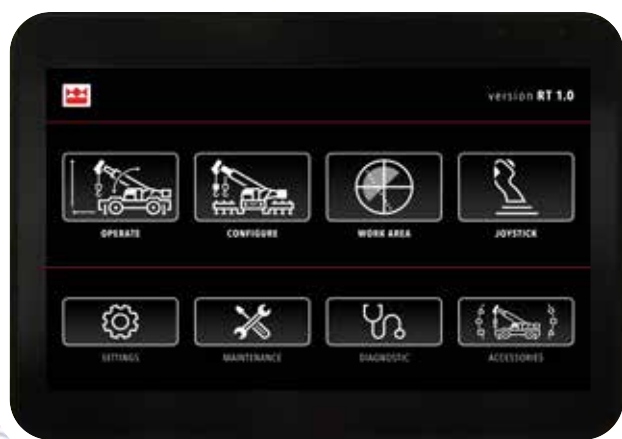 version RT 1.0
OPERATE CONFIGURE WORK AREA JOYSTICK
SETTINGS MAINTENANCE DIAGNOSTIC ACCESSORIES